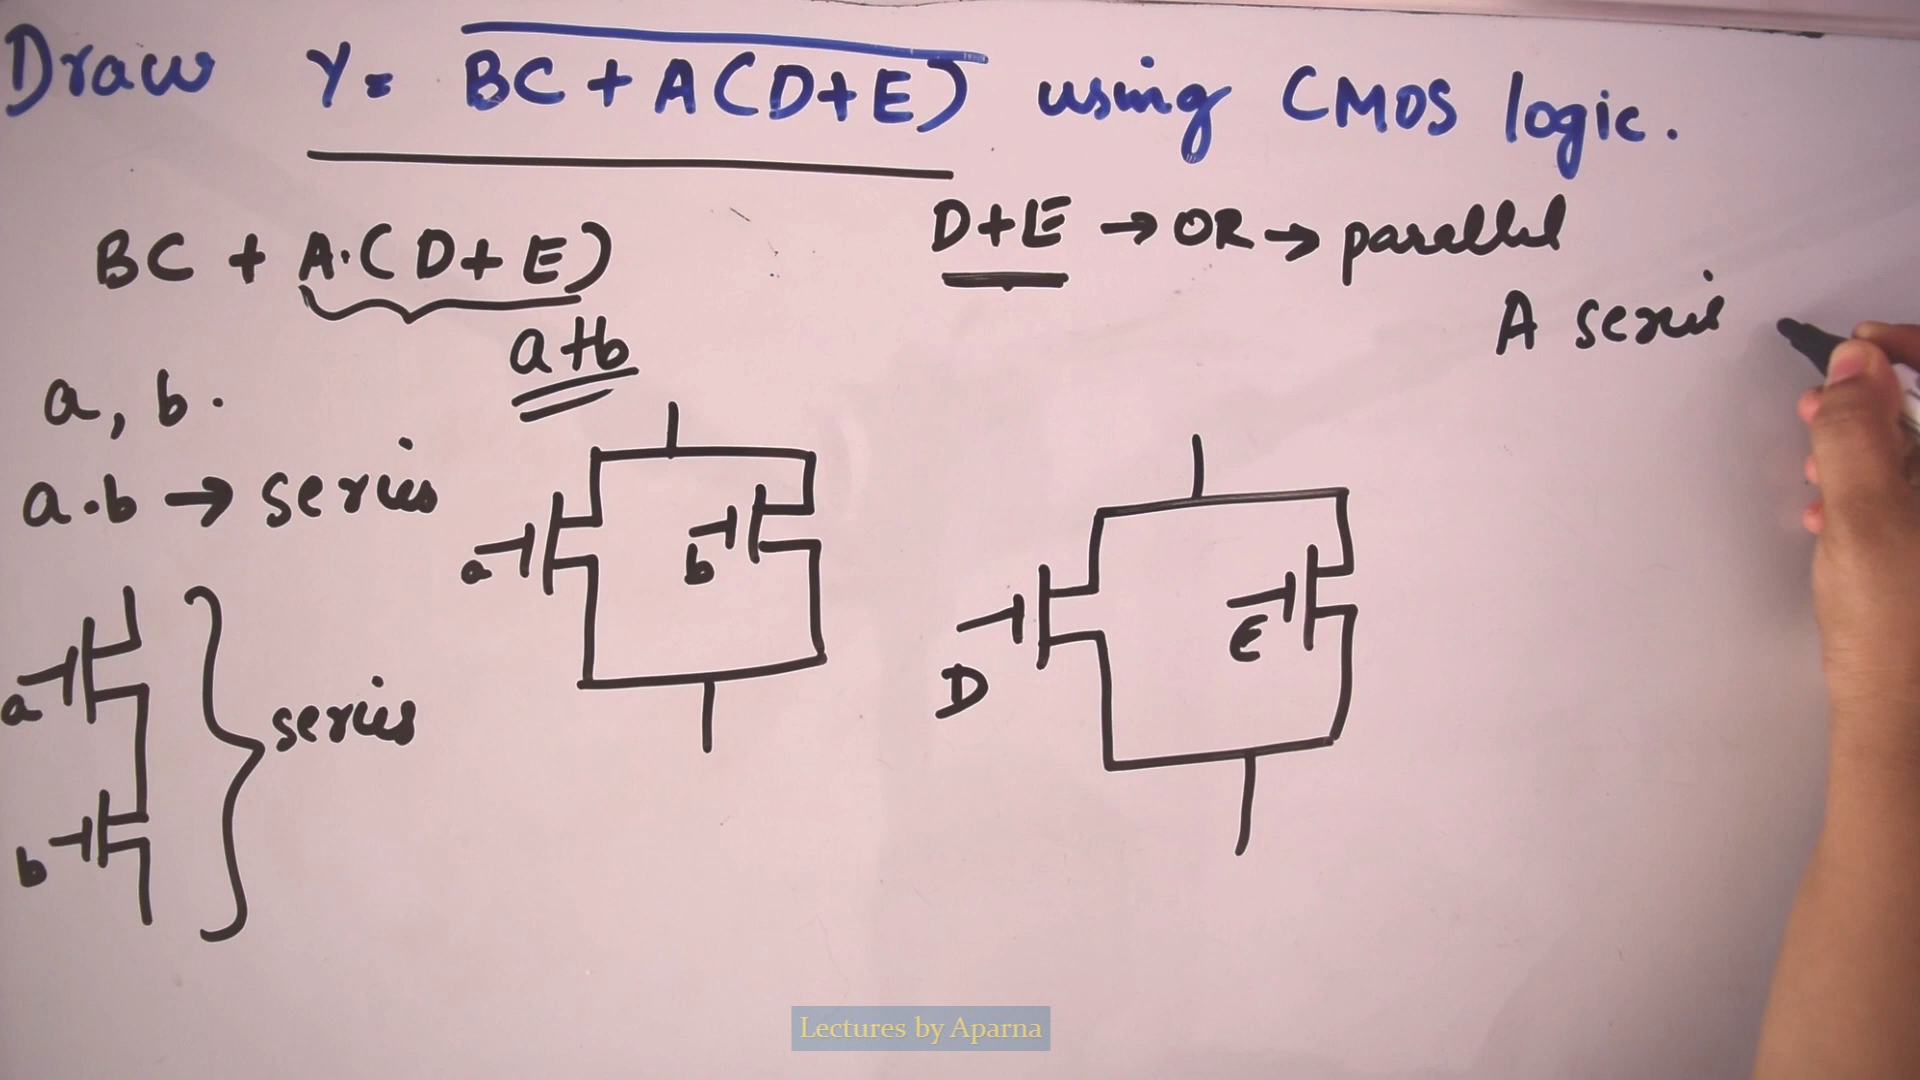 Draw Y= BC + A(D+E) using CMOS logic.
BC + A.(D+E)
a+b
a, b.
a.b → series
a
b
series
a
b
D+E → OR → parallel
A series
D
E
Lectures by Aparna